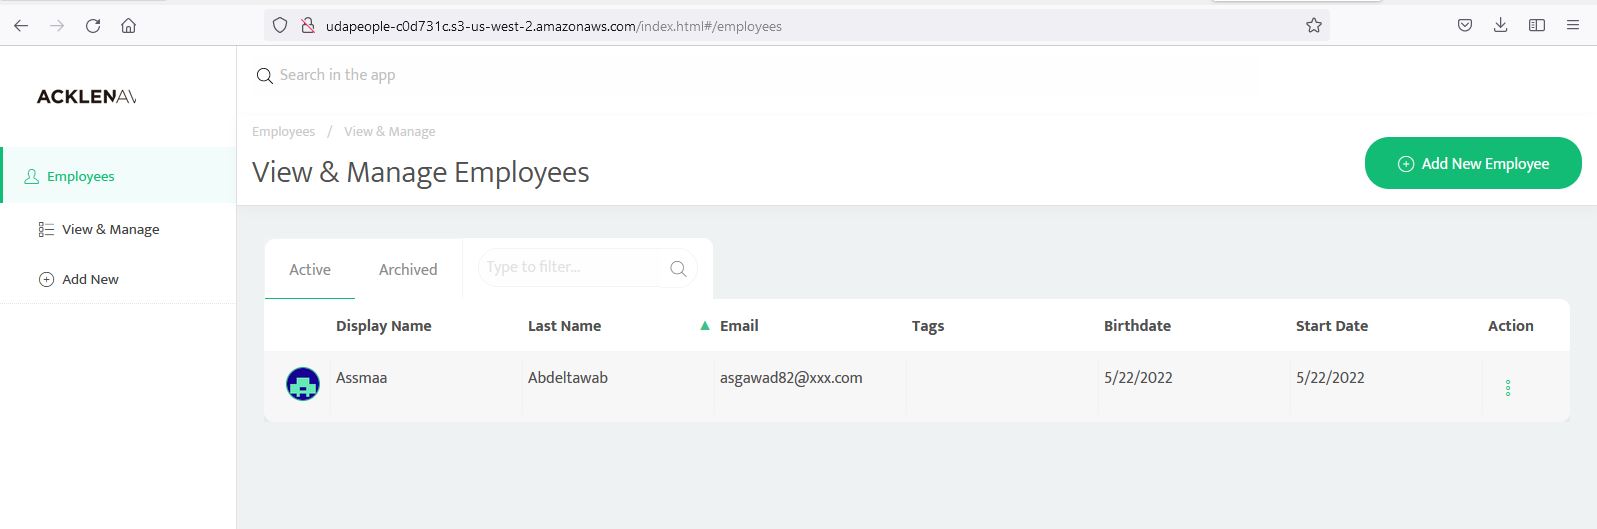 udapeople-c0d731c.s3-us-west-2.amazonaws.com/index.html#/employees
ACKLENAV
Search in the app
Employees / View & Manage
View & Manage Employees
Add New Employee
Employees
View & Manage
Add New
Active Archived Type to filter...
Display Name Last Name ▲ Email Tags Birthdate Start Date Action
Assmaa Abdeltawab asgawad82@xxx.com 5/22/2022 5/22/2022